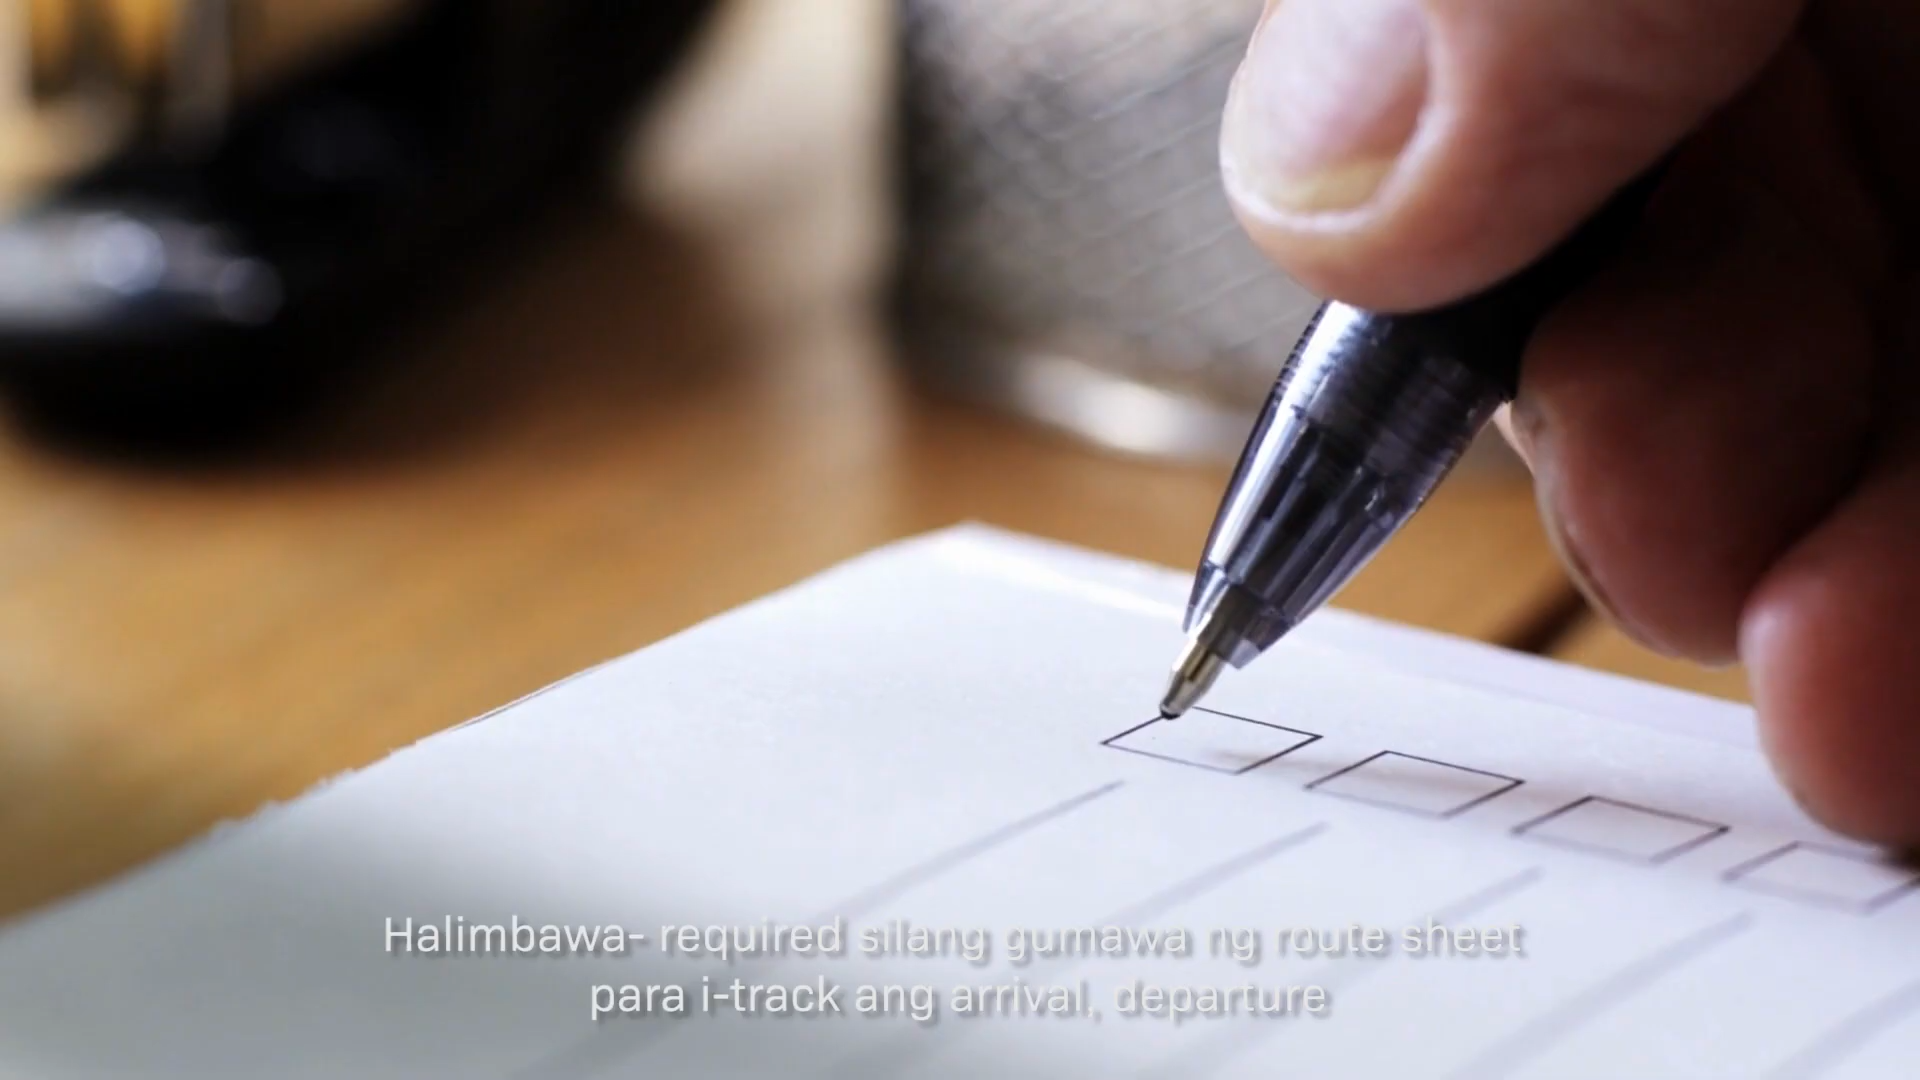 Halimbawa- required silang gumawa ng route sheet
para i-track ang arrival, departure